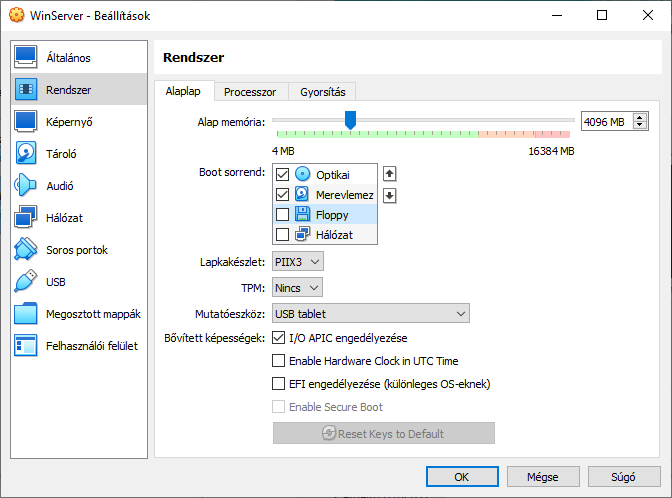 WinServer - Beállítások
Általános
Rendszer
Képernyő
Tároló
Audió
Hálózat
Soros portok
USB
Megosztott mappák
Felhasználói felület
Rendszer
Alaplap
Processzor
Gyorsítás
Alap memória:
4096 MB
4 MB
16384 MB
Boot sorrend:
Optikai
Merevlemez
Floppy
Hálózat
Lapkakészlet:
PIIX3
TPM:
Nincs
Mutatóeszköz:
USB tablet
Bővített képességek:
I/O APIC engedélyezése
Enable Hardware Clock in UTC Time
EFI engedélyezése (különleges OS-eknek)
Enable Secure Boot
Reset Keys to Default
OK
Mégse
Súgó